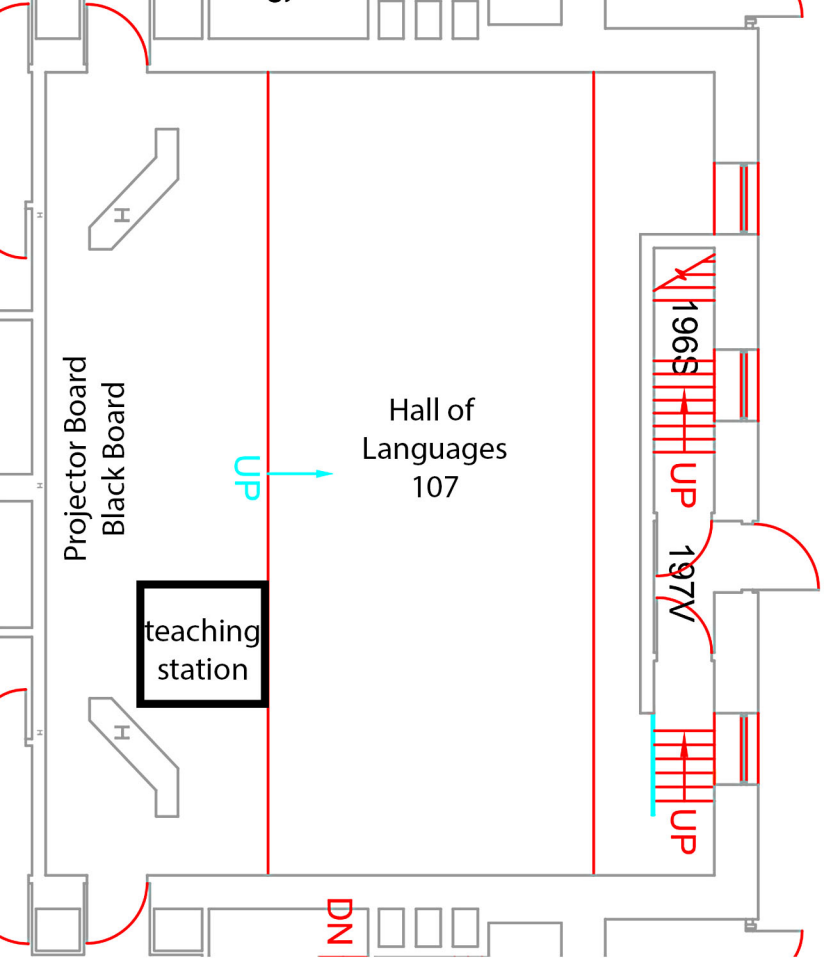 Projector Board
Black Board
UP
Hall of
Languages
107
teaching
station
196S
UP
197V
UP
DN
H
H
H
H
H